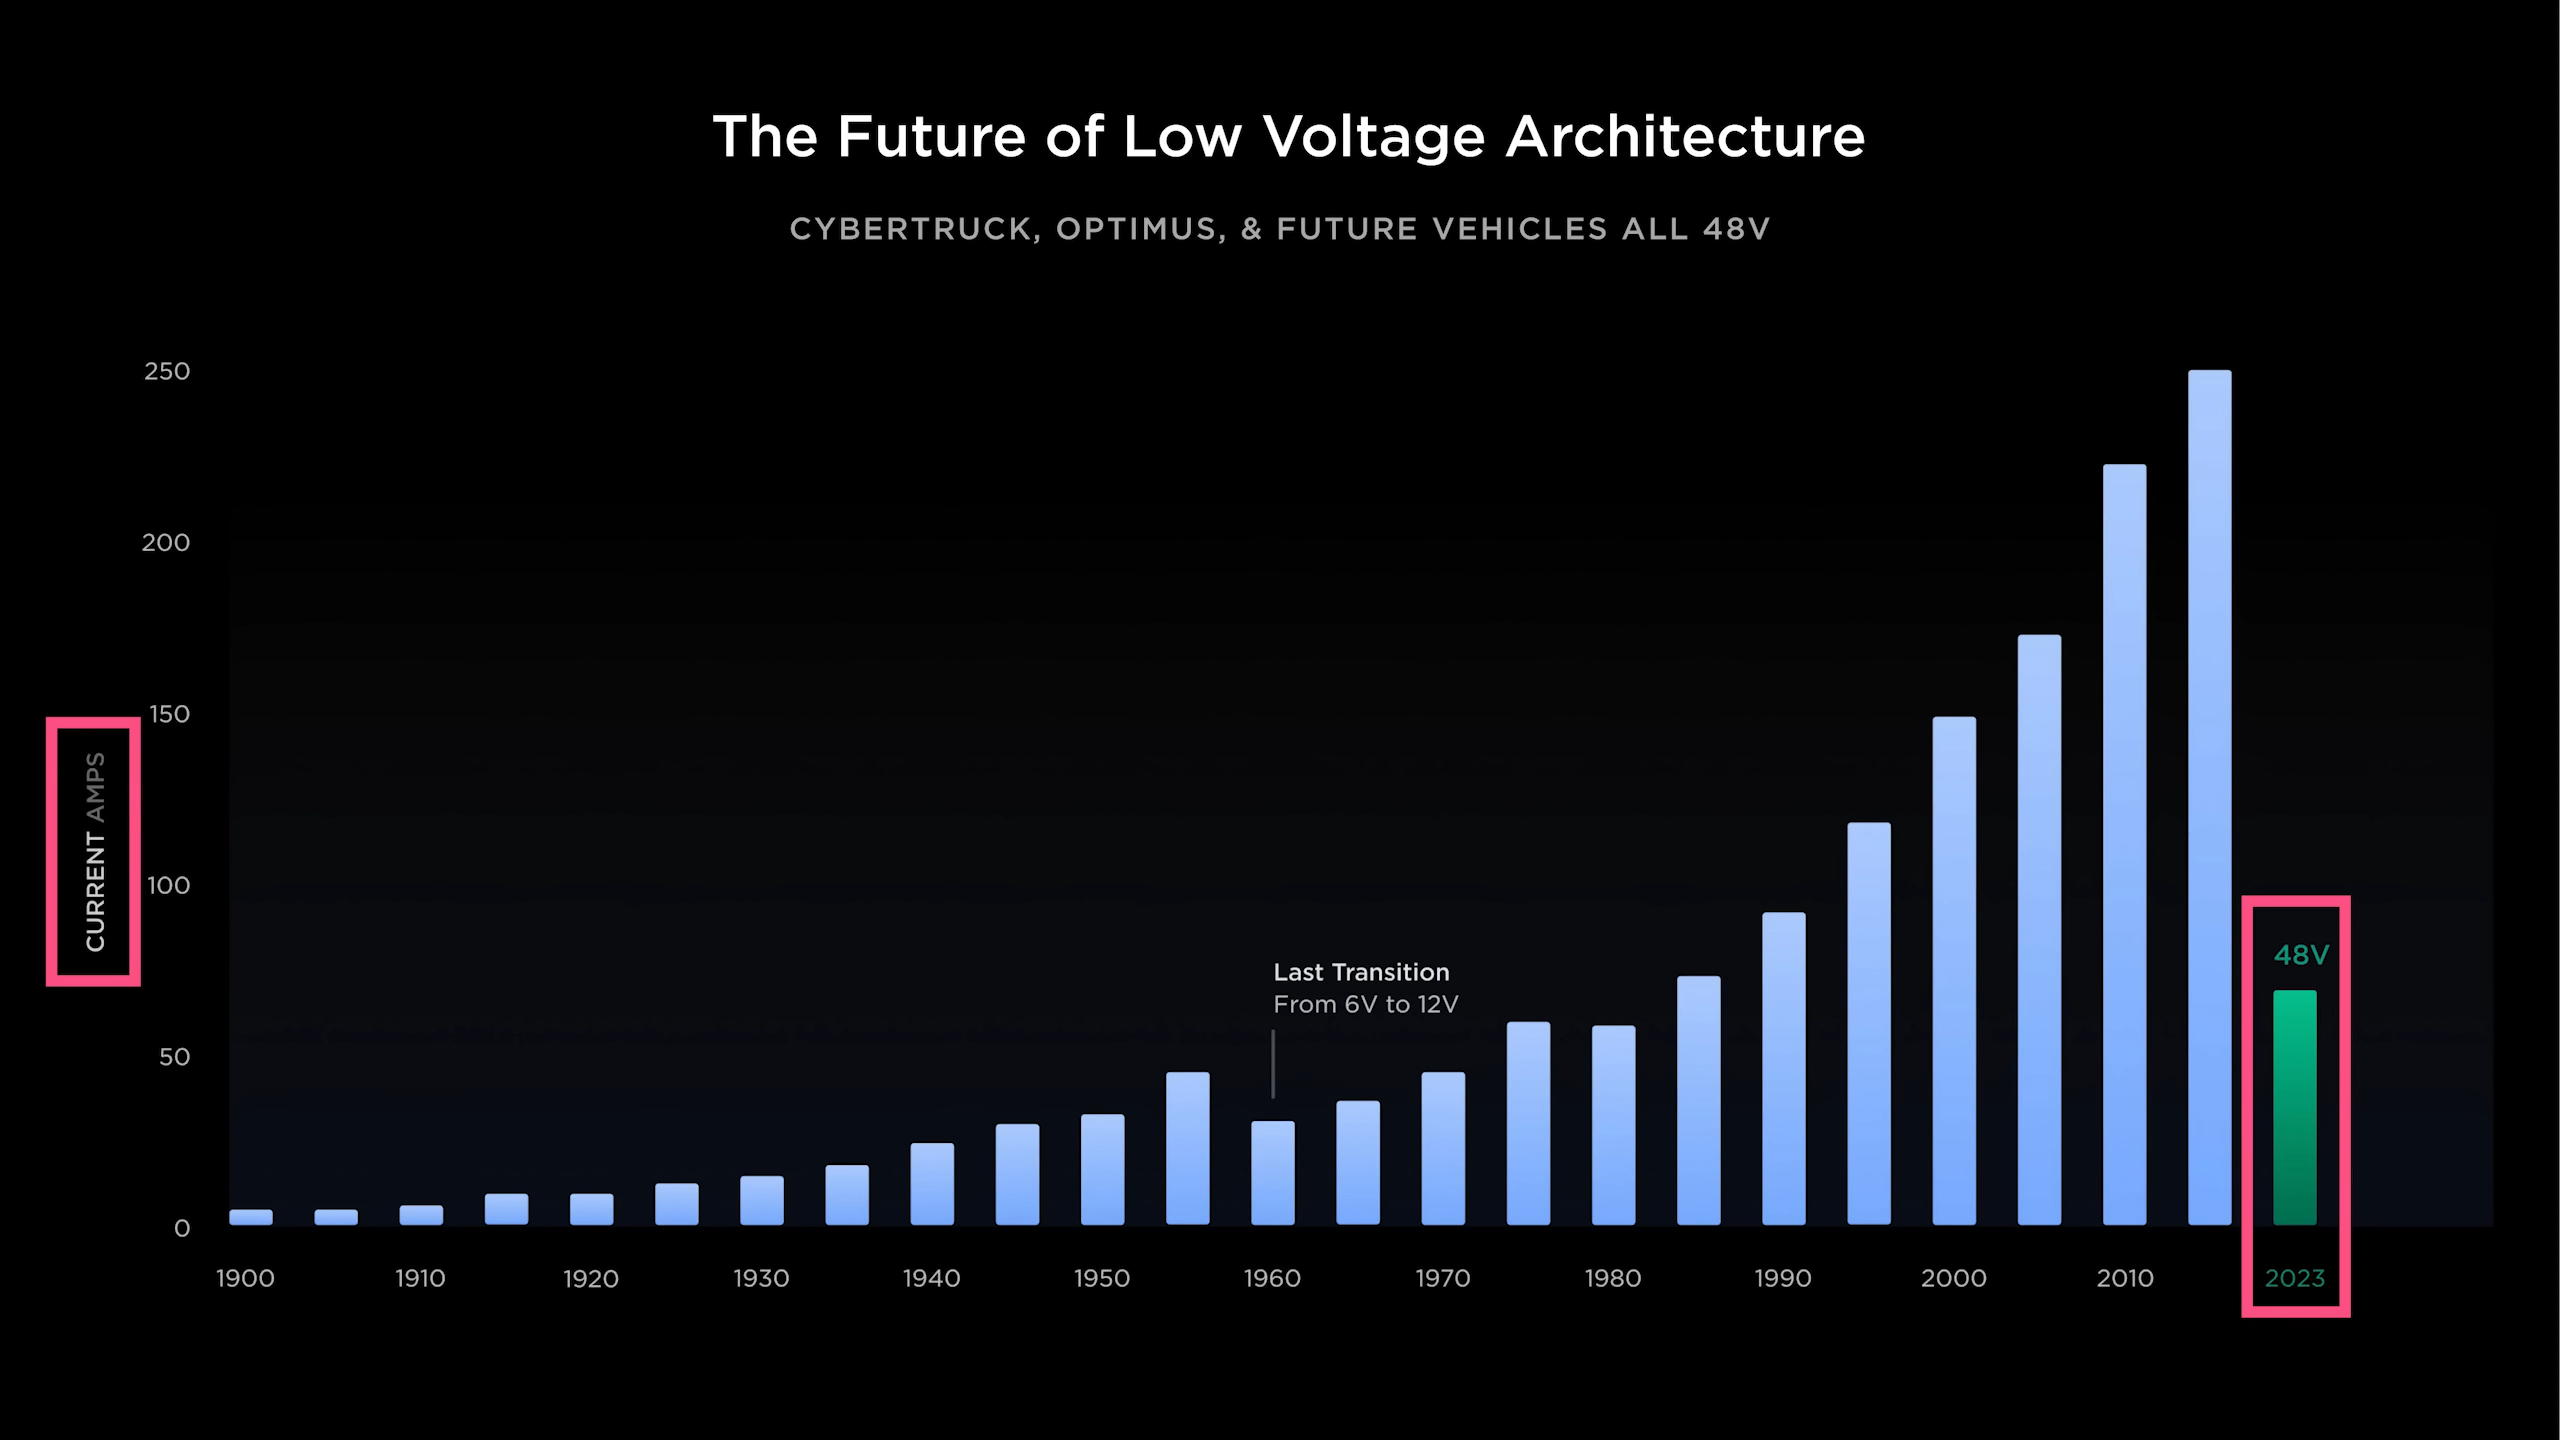 The Future of Low Voltage Architecture
CYBERTRUCK, OPTIMUS, & FUTURE VEHICLES ALL 48V
250
200
150
100
50
0
CURRENT AMPS
Last Transition
From 6V to 12V
48V
1900 1910 1920 1930 1940 1950 1960 1970 1980 1990 2000 2010 2023